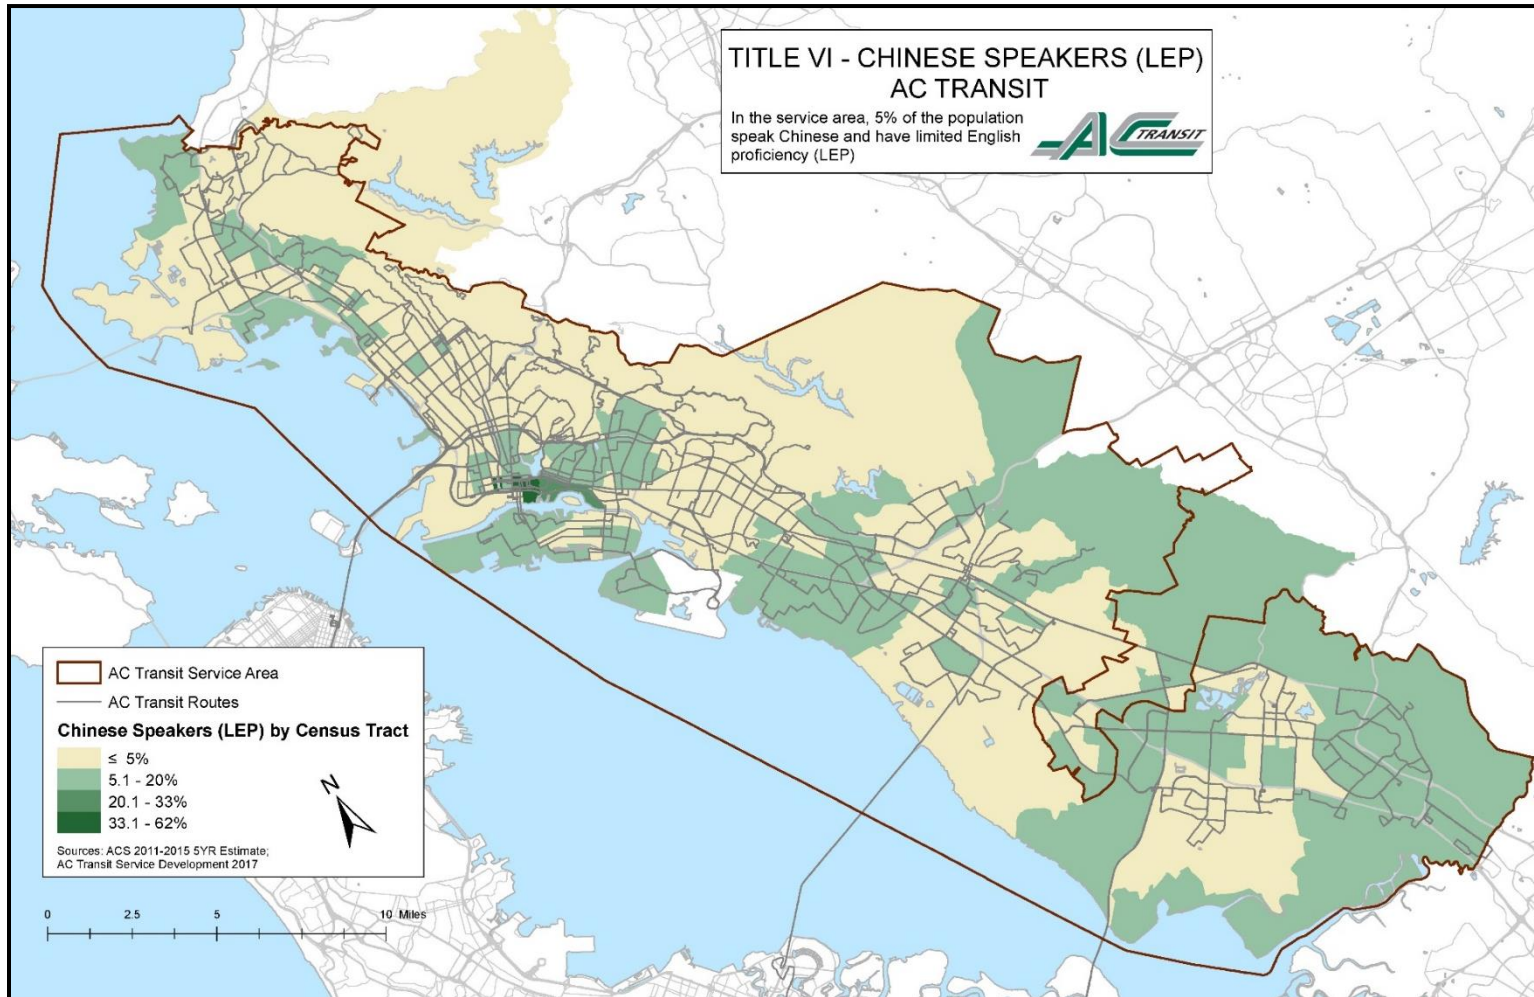 TITLE VI - CHINESE SPEAKERS (LEP)
AC TRANSIT
In the service area, 5% of the population
speak Chinese and have limited English
proficiency (LEP)
AC TRANSIT
AC Transit Service Area
AC Transit Routes
Chinese Speakers (LEP) by Census Tract
≤ 5%
5.1 - 20%
20.1 - 33%
33.1 - 62%
N
Sources: ACS 2011-2015 5YR Estimate;
AC Transit Service Development 2017
0 2.5 5 10 Miles